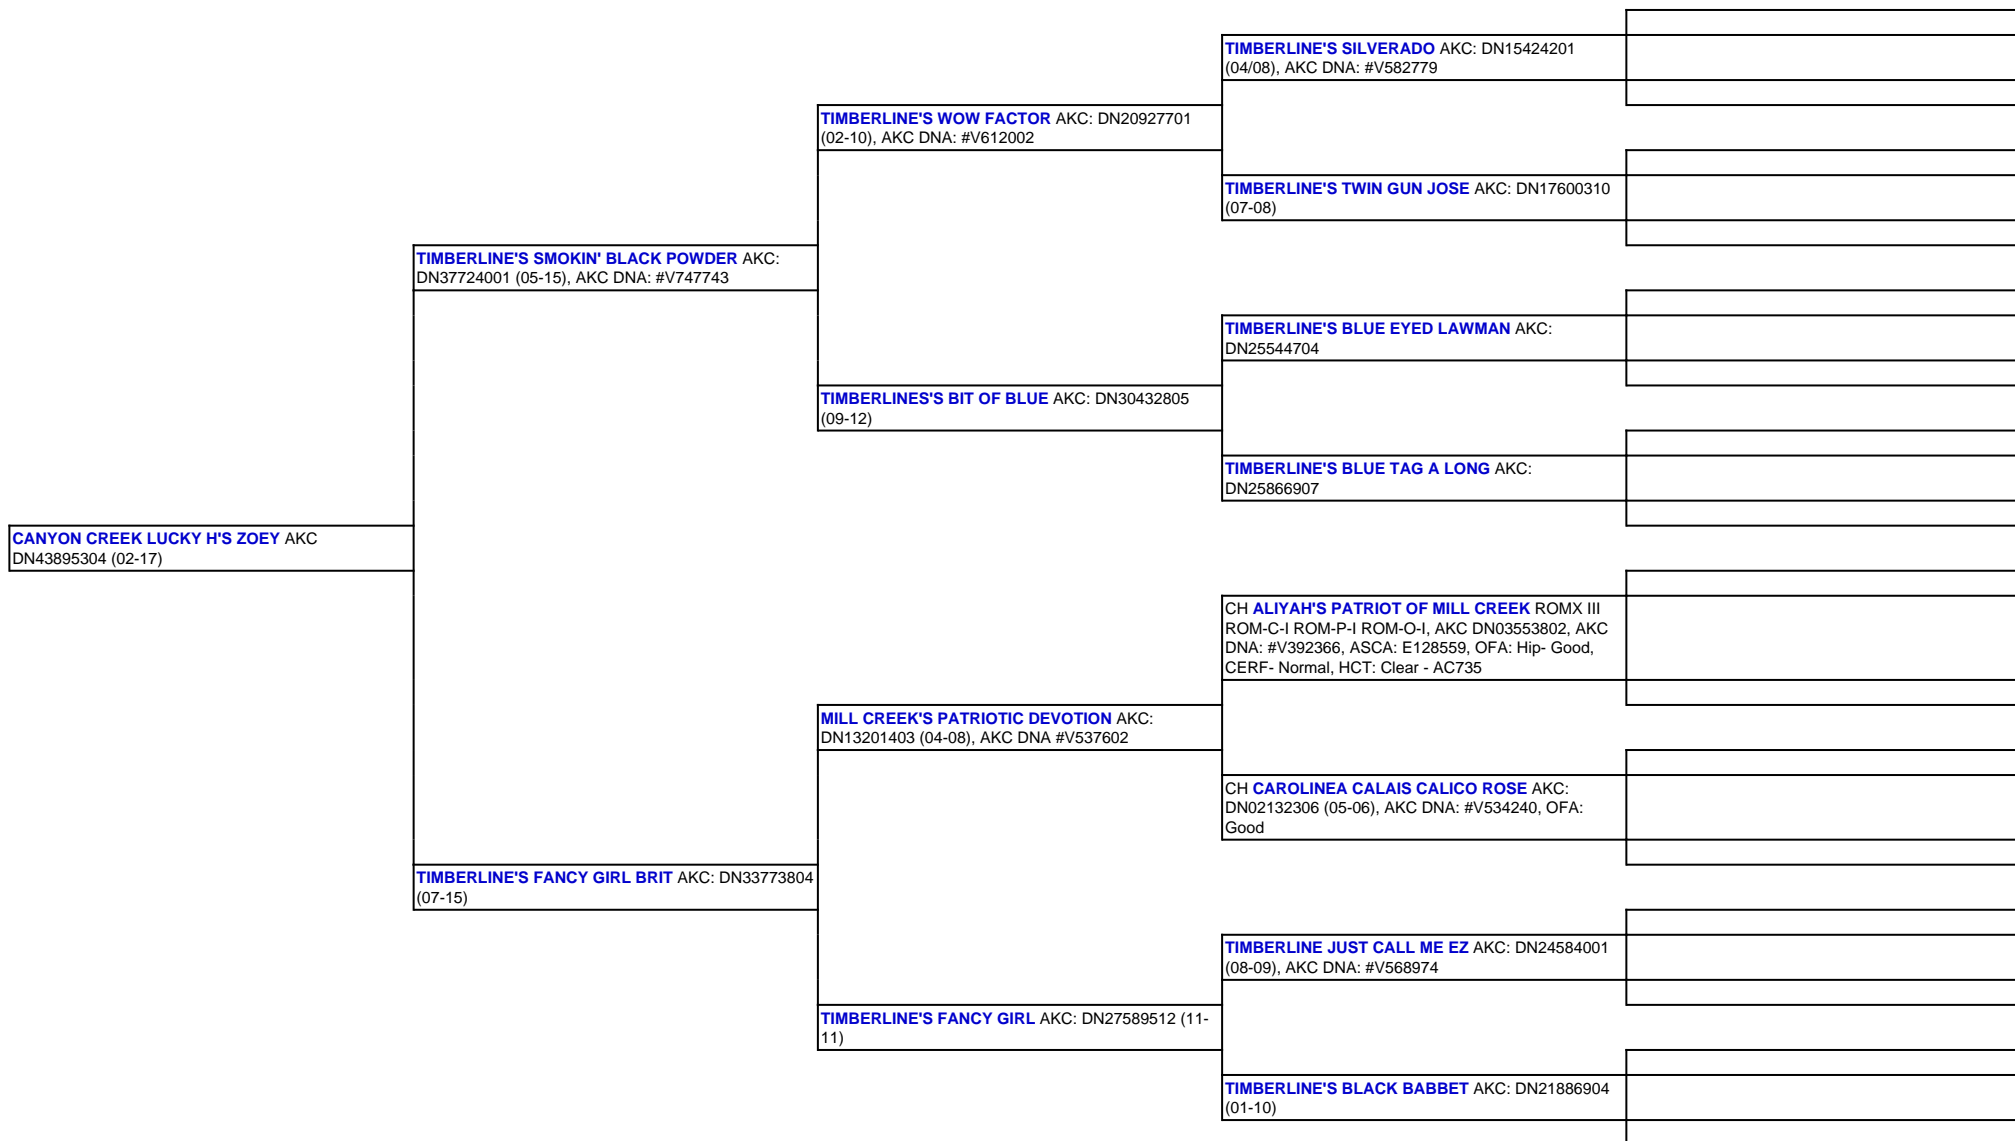 TIMBERLINE'S SILVERADO AKC: DN15424201
(04/08), AKC DNA: #V582779
TIMBERLINE'S WOW FACTOR AKC: DN20927701
(02-10), AKC DNA: #V612002
TIMBERLINE'S TWIN GUN JOSE AKC: DN17600310
(07-08)
TIMBERLINE'S SMOKIN' BLACK POWDER AKC:
DN37724001 (05-15), AKC DNA: #V747743
TIMBERLINE'S BLUE EYED LAWMAN AKC:
DN25544704
TIMBERLINES'S BIT OF BLUE AKC: DN30432805
(09-12)
TIMBERLINE'S BLUE TAG A LONG AKC:
DN25866907
CANYON CREEK LUCKY H'S ZOEY AKC
DN43895304 (02-17)
CH ALIYAH'S PATRIOT OF MILL CREEK ROMX III
ROM-C-I ROM-P-I ROM-O-I, AKC DN03553802, AKC
DNA: #V392366, ASCA: E128559, OFA: Hip- Good,
CERF- Normal, HCT: Clear - AC735
MILL CREEK'S PATRIOTIC DEVOTION AKC:
DN13201403 (04-08), AKC DNA #V537602
CH CAROLINEA CALAIS CALICO ROSE AKC:
DN02132306 (05-06), AKC DNA: #V534240, OFA:
Good
TIMBERLINE'S FANCY GIRL BRIT AKC: DN33773804
(07-15)
TIMBERLINE JUST CALL ME EZ AKC: DN24584001
(08-09), AKC DNA: #V568974
TIMBERLINE'S FANCY GIRL AKC: DN27589512 (11-
11)
TIMBERLINE'S BLACK BABBET AKC: DN21886904
(01-10)